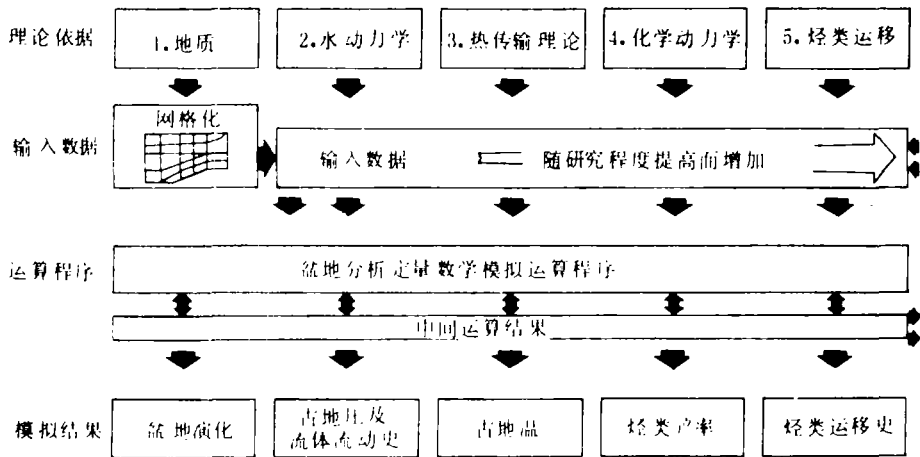 理论依据
1.地质
2.水动力学
3.热传输理论
4.化学动力学
5.烃类运移
网格化
输入数据
输入数据
随研究程度提高而增加
运算程序
盆地分析定量数学模拟运算程序
中间运算结果
模拟结果
盆地演化
古地压及
流体流动史
古地温
烃类产率
烃类运移史